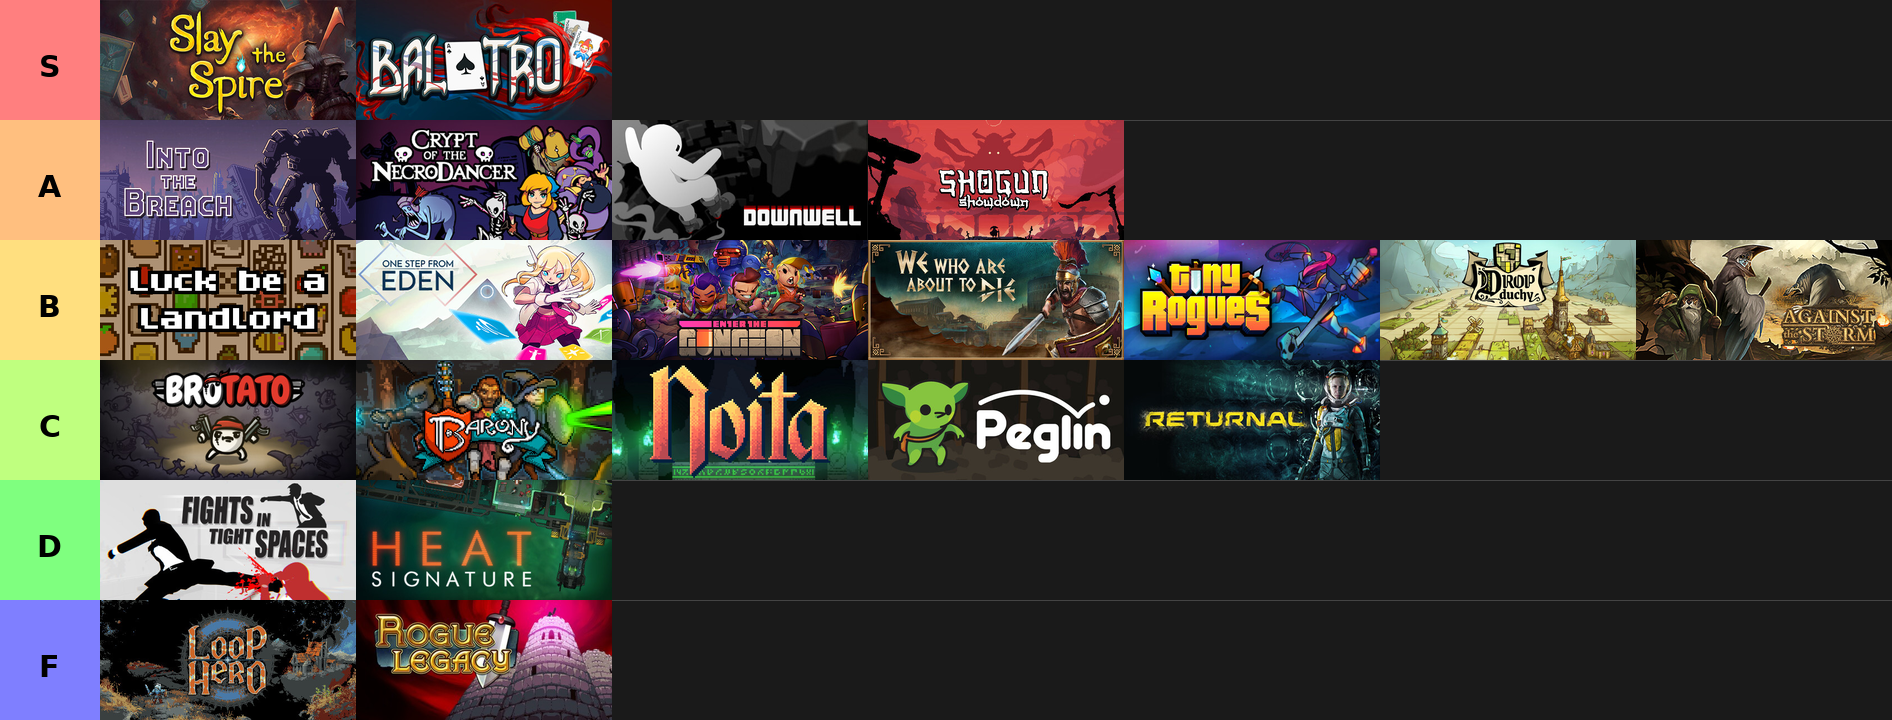 S
Slay
the
Spire
BALATRO
A
INTO
THE
BREACH
CRYPT
OF THE
NECRODANCER
DOWNWELL
SHOGUN
showdown
B
Luck be a
Landlord
ONE STEP FROM
EDEN
ENTER THE
GUNGEON
WE WHO ARE
ABOUT TO DIE
tiny
Rogues
DROP
duchy
AGAINST
the STORM
C
BROTATO
BARONY
Noita
Peglin
RETURNAL
D
FIGHTS IN
TIGHT SPACES
HEAT
SIGNATURE
F
LOOP
HERO
ROGUE
LEGACY